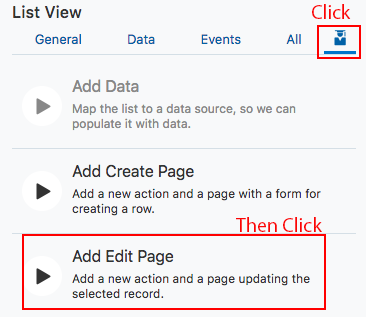 Click
List View
General Data Events All
Add Data
Map the list to a data source, so we can
populate it with data.
Add Create Page
Add a new action and a page with a form for
creating a row.
Then Click
Add Edit Page
Add a new action and a page updating the
selected record.